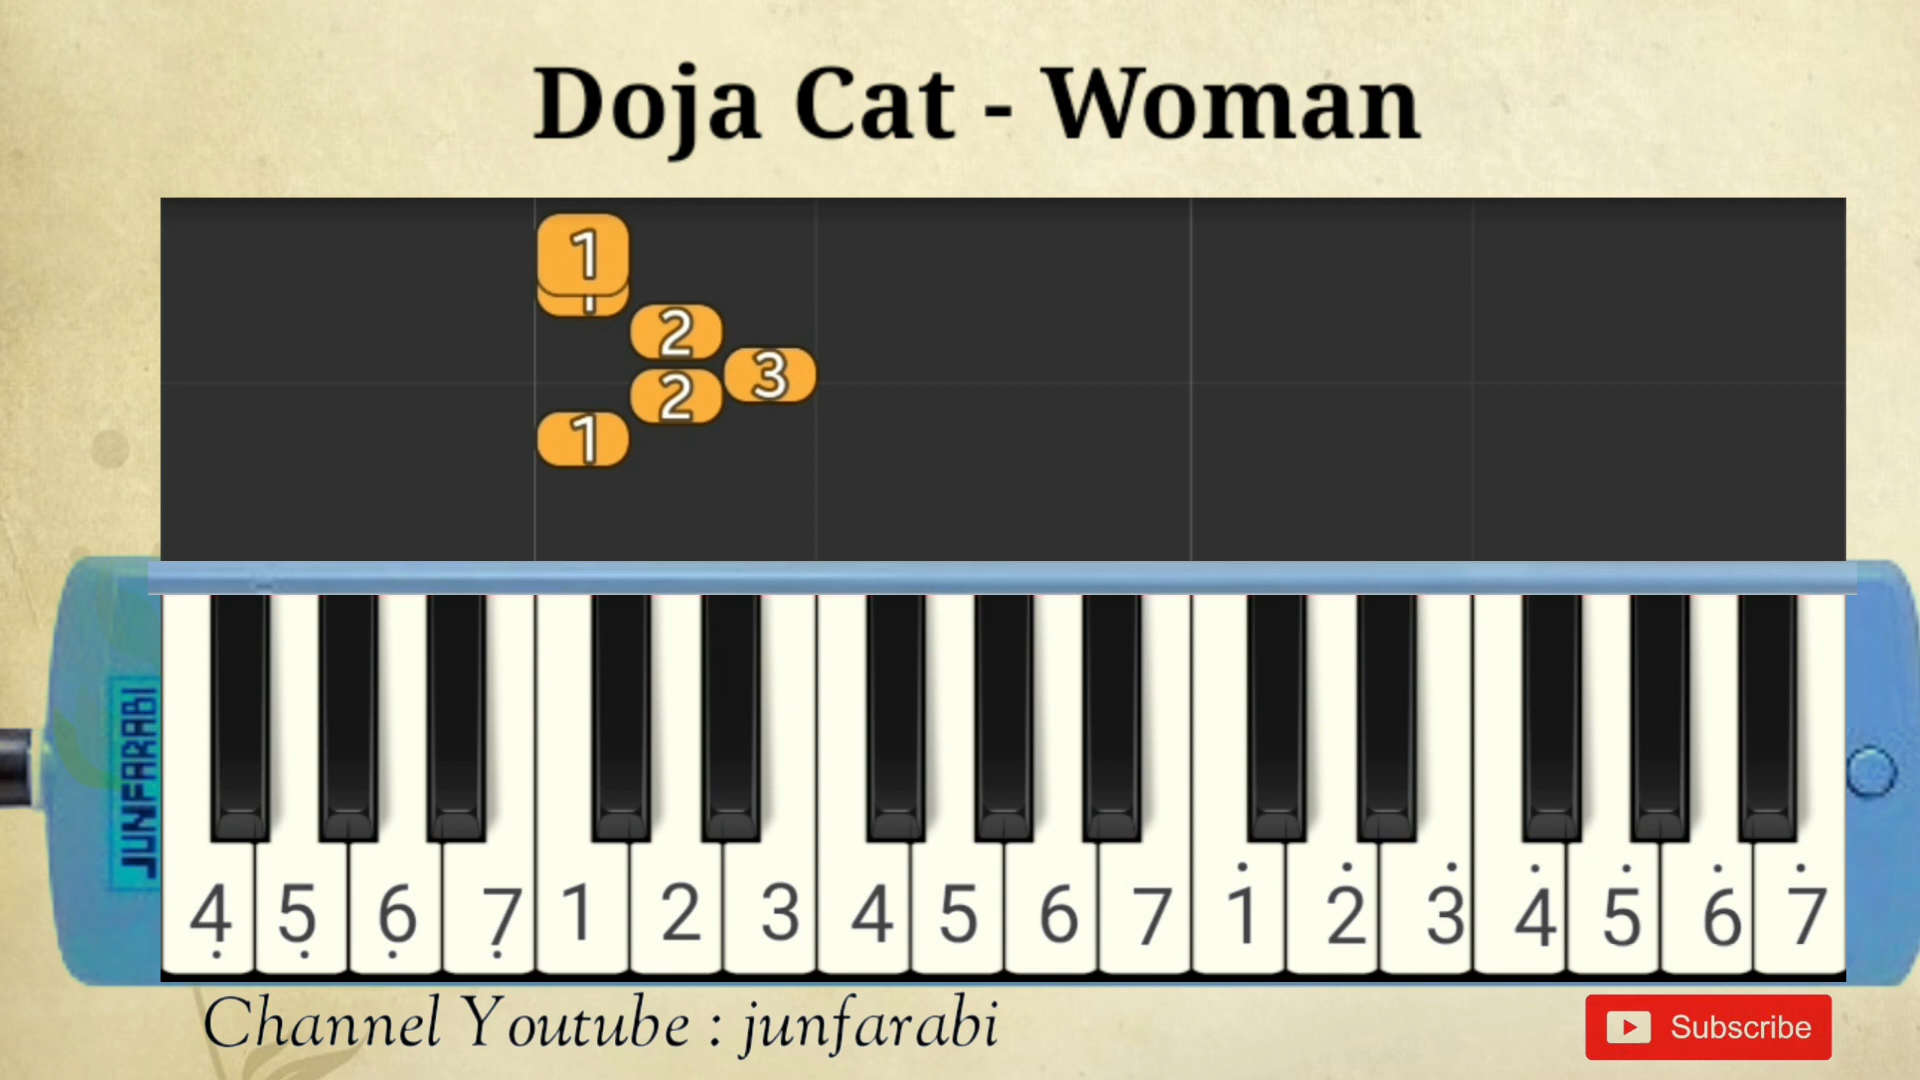 Doja Cat - Woman
1
1
2
3
2
1
JUNFARABI
4̣ 5̣ 6̣ 7̣ 1 2 3 4 5 6 7 1̇ 2̇ 3̇ 4̇ 5̇ 6̇ 7̇
Channel Youtube : junfarabi
Subscribe